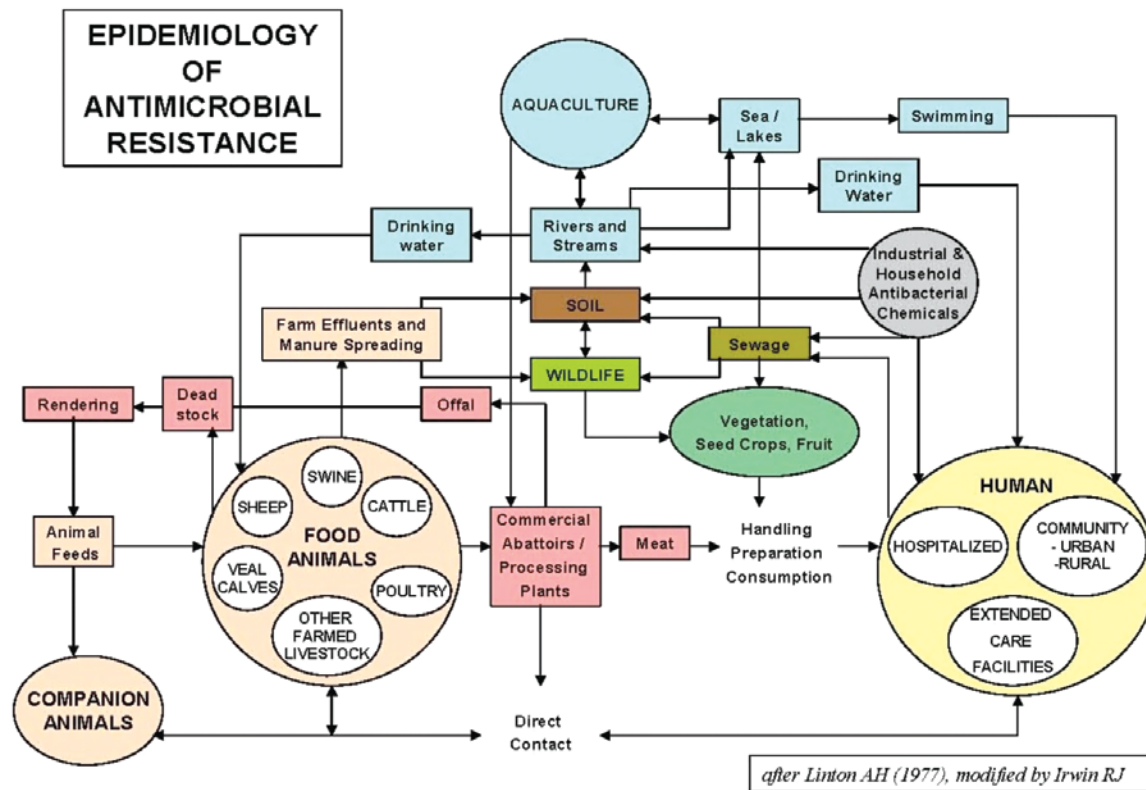 EPIDEMIOLOGY
OF
ANTIMICROBIAL
RESISTANCE
AQUACULTURE
Sea /
Lakes
Swimming
Drinking
Water
Drinking
water
Rivers and
Streams
Industrial &
Household
Antibacterial
Chemicals
SOIL
Farm Effluents and
Manure Spreading
Sewage
WILDLIFE
Rendering
Dead
stock
Offal
Vegetation,
Seed Crops, Fruit
SWINE
SHEEP
CATTLE
FOOD
ANIMALS
VEAL
CALVES
POULTRY
OTHER
FARMED
LIVESTOCK
Animal
Feeds
Commercial
Abattoirs /
Processing
Plants
Meat
Handling
Preparation
Consumption
HUMAN
HOSPITALIZED
COMMUNITY
- URBAN
-RURAL
EXTENDED
CARE
FACILITIES
COMPANION
ANIMALS
Direct
Contact
after Linton AH (1977), modified by Irwin RJ